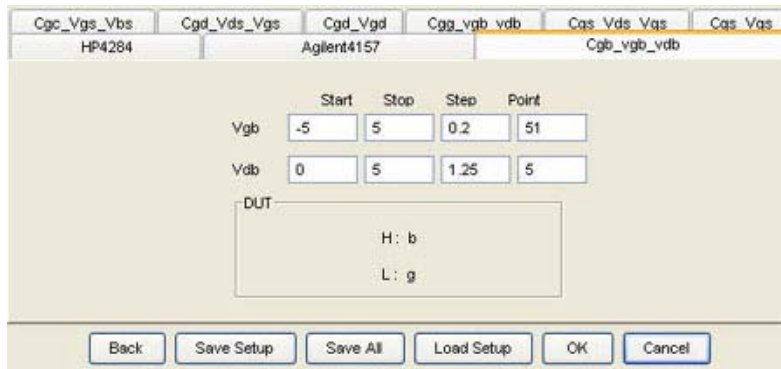 Cgc_Vgs_Vbs Cgd_Vds_Vgs Cgd_Vgd Cgg_vgb_vdb Cgs_Vds_Vgs Cgs_Vgs
HP4284 Agilent4157 Cgb_vgb_vdb
Start Stop Step Point
Vgb -5 5 0.2 51
Vdb 0 5 1.25 5
DUT
H: b
L: g
Back Save Setup Save All Load Setup OK Cancel